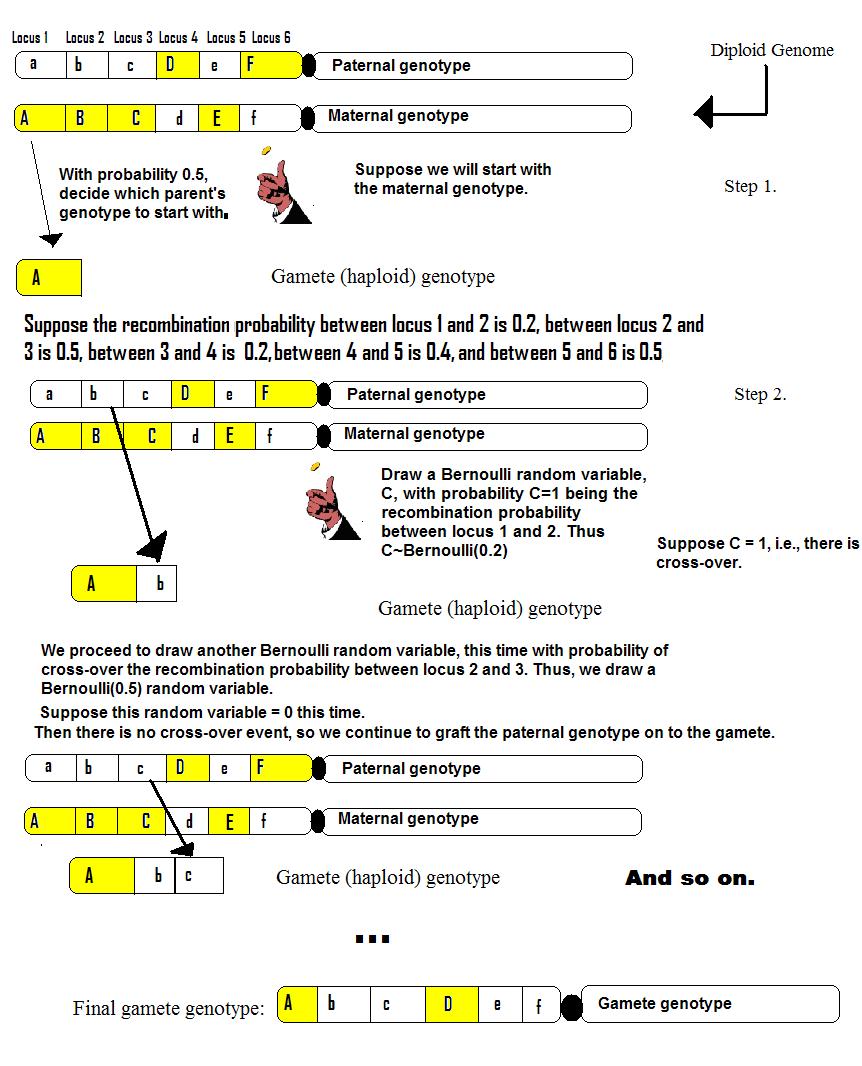 Locus 1 Locus 2 Locus 3 Locus 4 Locus 5 Locus 6
a b c D e F Paternal genotype
Diploid Genome
A B C d E f Maternal genotype
With probability 0.5,
decide which parent's
genotype to start with.
Suppose we will start with
the maternal genotype.
Step 1.
A
Gamete (haploid) genotype
Suppose the recombination probability between locus 1 and 2 is 0.2, between locus 2 and
3 is 0.5, between 3 and 4 is 0.2, between 4 and 5 is 0.4, and between 5 and 6 is 0.5
a b c D e F Paternal genotype
Step 2.
A B C d E f Maternal genotype
Draw a Bernoulli random variable,
C, with probability C=1 being the
recombination probability
between locus 1 and 2. Thus
C~Bernoulli(0.2)
Suppose C = 1, i.e., there is
cross-over.
A b
Gamete (haploid) genotype
We proceed to draw another Bernoulli random variable, this time with probability of
cross-over the recombination probability between locus 2 and 3. Thus, we draw a
Bernoulli(0.5) random variable.
Suppose this random variable = 0 this time.
Then there is no cross-over event, so we continue to graft the paternal genotype on to the gamete.
a b c D e F Paternal genotype
A B C d E f Maternal genotype
A b c
Gamete (haploid) genotype
And so on.
...
Final gamete genotype: A b c D e f Gamete genotype